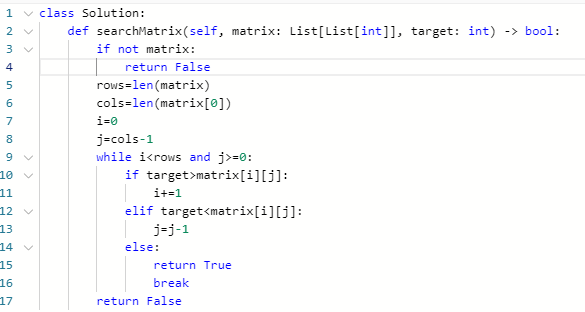 1 class Solution:
2     def searchMatrix(self, matrix: List[List[int]], target: int) -> bool:
3         if not matrix:
4             return False
5         rows=len(matrix)
6         cols=len(matrix[0])
7         i=0
8         j=cols-1
9         while i<rows and j>=0:
10             if target>matrix[i][j]:
11                 i+=1
12             elif target<matrix[i][j]:
13                 j=j-1
14             else:
15                 return True
16                 break
17         return False